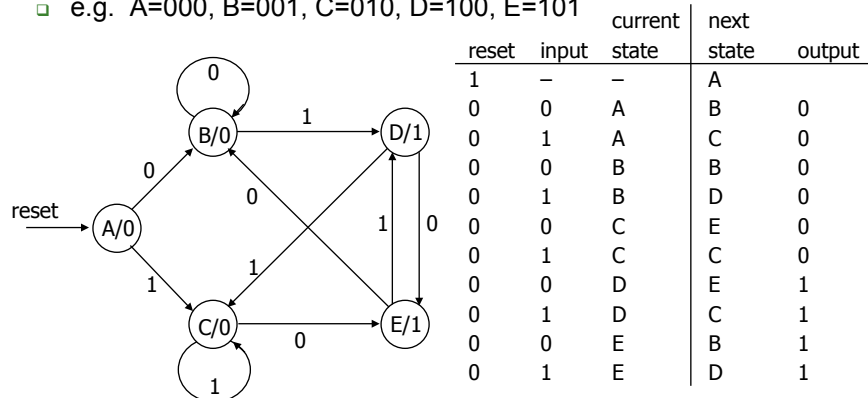 e.g. A=000, B=001, C=010, D=100, E=101
0
B/0
1
D/1
0
0
reset
A/0
1
0
1
1
C/0
0
E/1
1
current next
reset input state state output
1 – – A
0 0 A B 0
0 1 A C 0
0 0 B B 0
0 1 B D 0
0 0 C E 0
0 1 C C 0
0 0 D E 1
0 1 D C 1
0 0 E B 1
0 1 E D 1